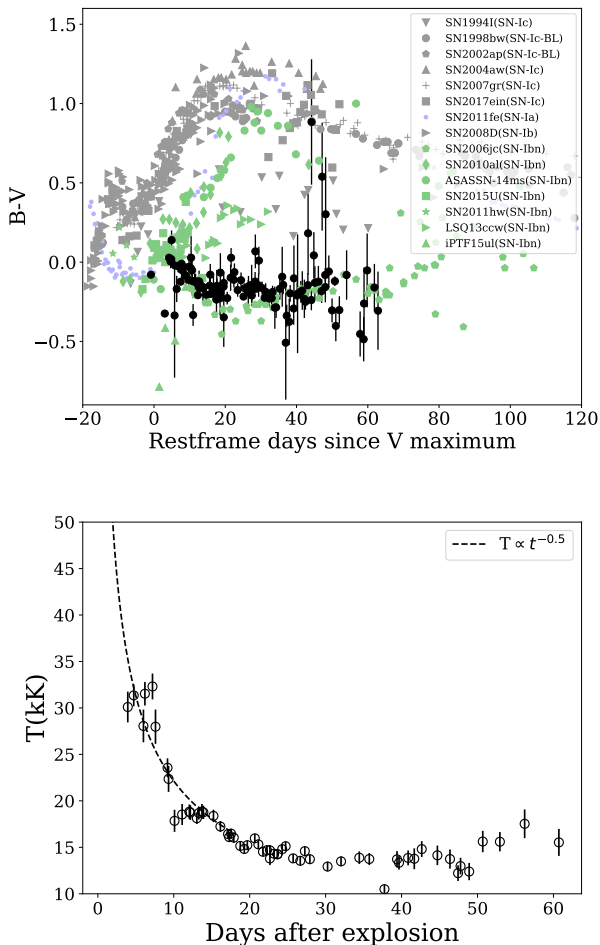 1.5
1.0
0.5
0.0
−0.5
B-V
SN1994I(SN-Ic)
SN1998bw(SN-Ic-BL)
SN2002ap(SN-Ic-BL)
SN2004aw(SN-Ic)
SN2007gr(SN-Ic)
SN2017ein(SN-Ic)
SN2011fe(SN-Ia)
SN2008D(SN-Ib)
SN2006jc(SN-Ibn)
SN2010al(SN-Ibn)
ASASSN-14ms(SN-Ibn)
SN2015U(SN-Ibn)
SN2011hw(SN-Ibn)
LSQ13ccw(SN-Ibn)
iPTF15ul(SN-Ibn)
−20 0 20 40 60 80 100 120
Restframe days since V maximum
50
45
40
35
30
25
20
15
10
T(kK)
T ∝ t^{−0.5}
0 10 20 30 40 50 60
Days after explosion